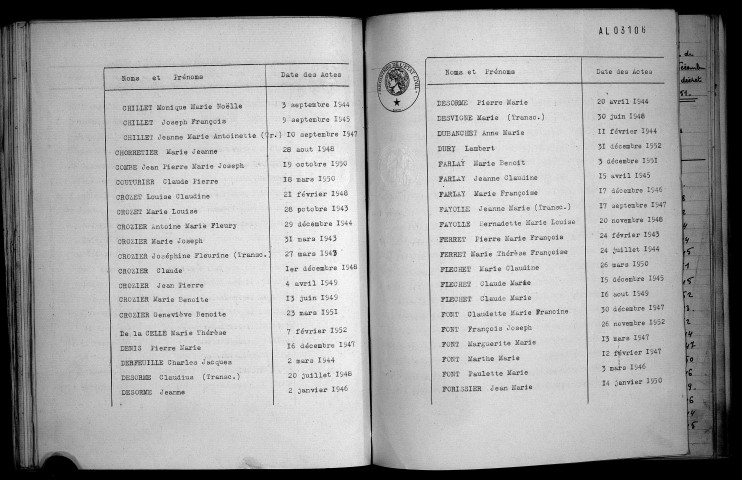 Noms et Prénoms Date des Actes
CHILLET Monique Marie Noëlle 3 septembre 1944
CHILLET Joseph François 9 septembre 1945
CHILLET Jeanne Marie Antoinette (Tr.) 10 septembre 1947
CHORRETIER Marie Jeanne 28 aout 1948
COMBE Jean Pierre Marie Joseph 19 octobre 1950
COUTURIER Claude Pierre 18 mars 1950
CROZET Louise Claudine 21 février 1948
CROZET Marie Louise 28 octobre 1943
CROZIER Antoine Marie Fleury 29 décembre 1944
CROZIER Marie Joseph 31 mars 1943
CROZIER Joséphine Fleurine (Transc.) 27 mars 1943
CROZIER Claude 1er décembre 1948
CROZIER Jean Pierre 4 avril 1949
CROZIER Marie Benoite 13 juin 1949
CROZIER Geneviève Benoite 23 mars 1951
De la CELLE Marie Thérèse 7 février 1952
DENIS Pierre Marie 16 décembre 1947
DERFEUILLE Charles Jacques 2 mars 1944
DESORME Claudius (Transc.) 20 juillet 1948
DESORME Jeanne 2 janvier 1946
AL 03106
Noms et Prénoms Date des Actes
DESORME Pierre Marie 20 avril 1944
DESVIGNE Marie (Transc.) 30 juin 1948
DUBANCHET Anne Marie 11 février 1944
DURY Lambert 31 décembre 1952
FARLAY Marie Benoit 3 décembre 1951
FARLAY Jeanne Claudine 15 avril 1945
FARLAY Marie Françoise 17 décembre 1946
FAYOLLE Jeanne Marie (Transc.) 17 septembre 1947
FAYOLLE Bernadette Marie Louise 20 novembre 1948
FERRET Pierre Marie François 24 février 1943
FERRET Marie Thérèse Françoise 24 juillet 1944
FLECHET Marie Claudine 26 mars 1950
FLECHET Claude Marie 15 décembre 1945
FLECHET Claude Marie 16 aout 1949
FONT Claudette Marie Francine 30 décembre 1947
FONT François Joseph 26 novembre 1952
FONT Marguerite Marie 13 mars 1947
FONT Marthe Marie 12 février 1947
FONT Paulette Marie 3 mars 1946
FORISSIER Jean Marie 14 janvier 1950